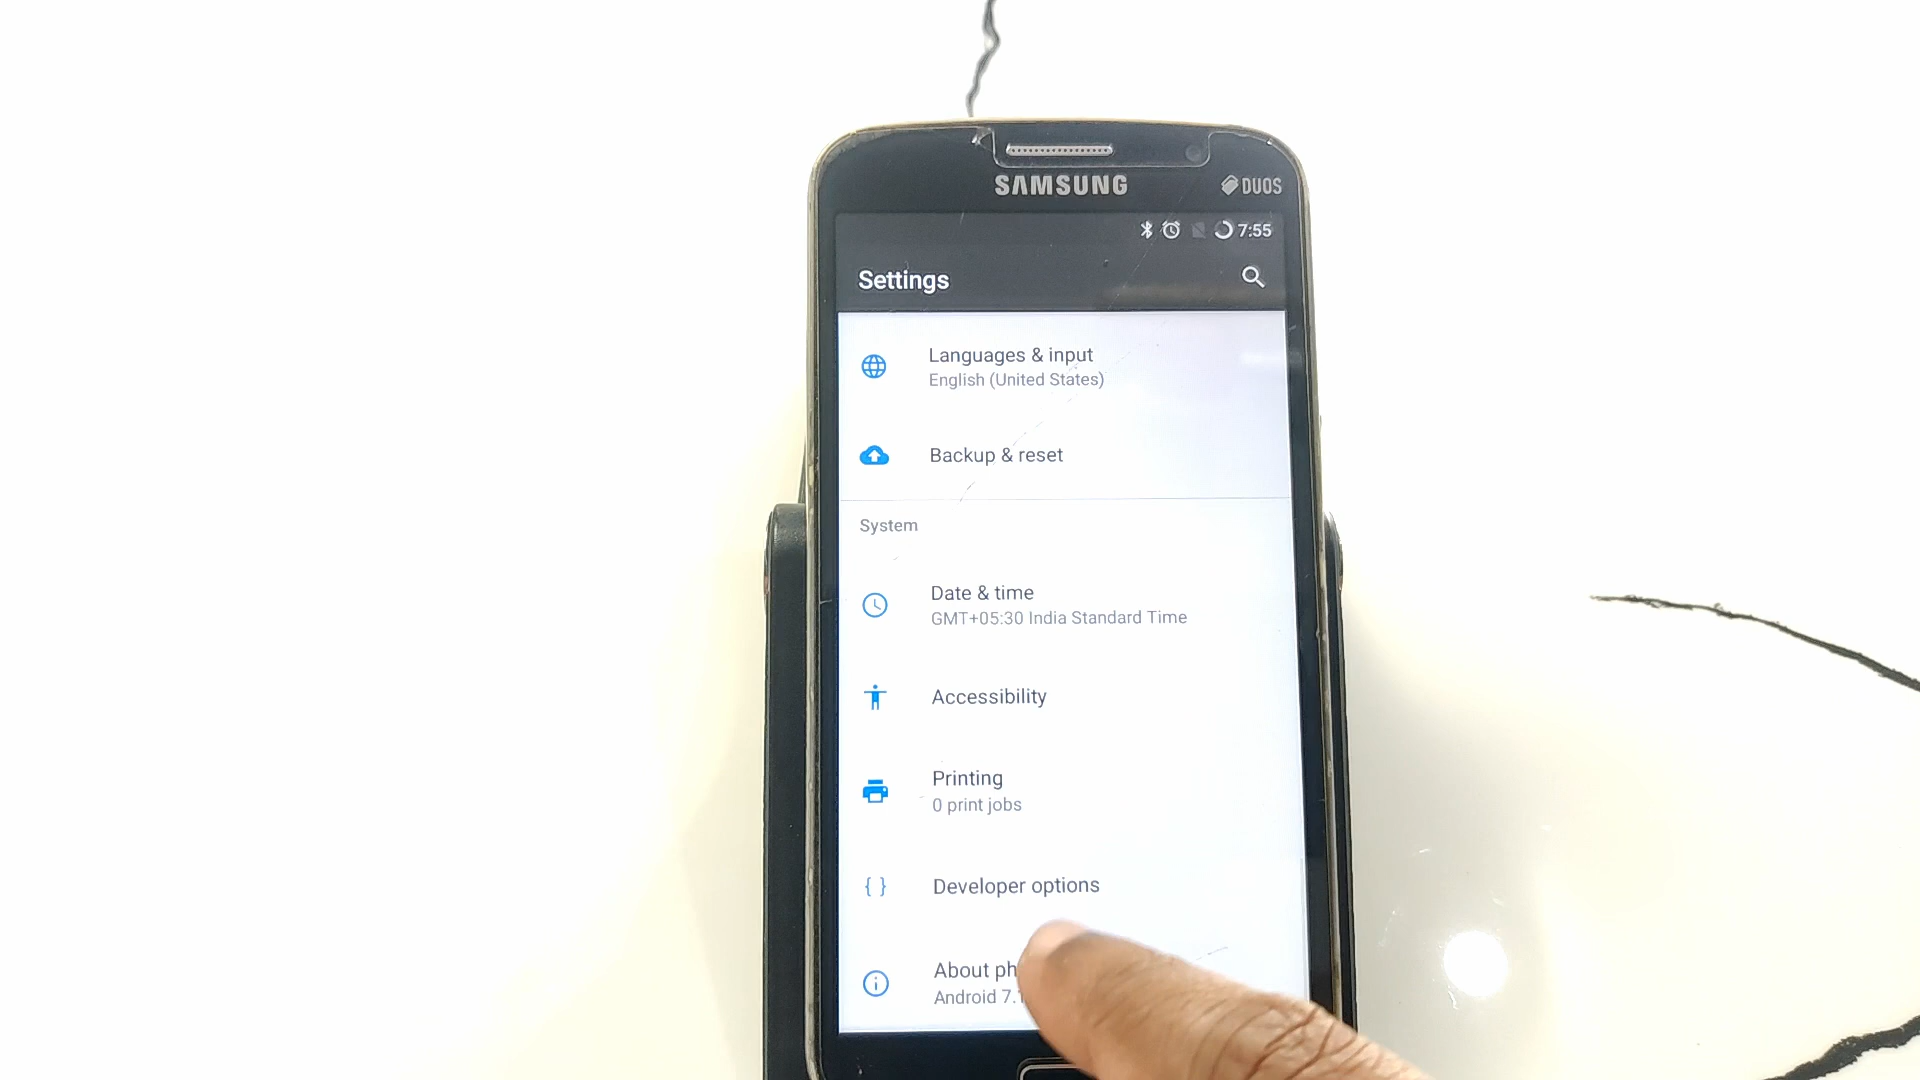 SAMSUNG
DUOS
7:55
Settings
Languages & input
English (United States)
Backup & reset
System
Date & time
GMT+05:30 India Standard Time
Accessibility
Printing
0 print jobs
{ } Developer options
About ph
Android 7.1